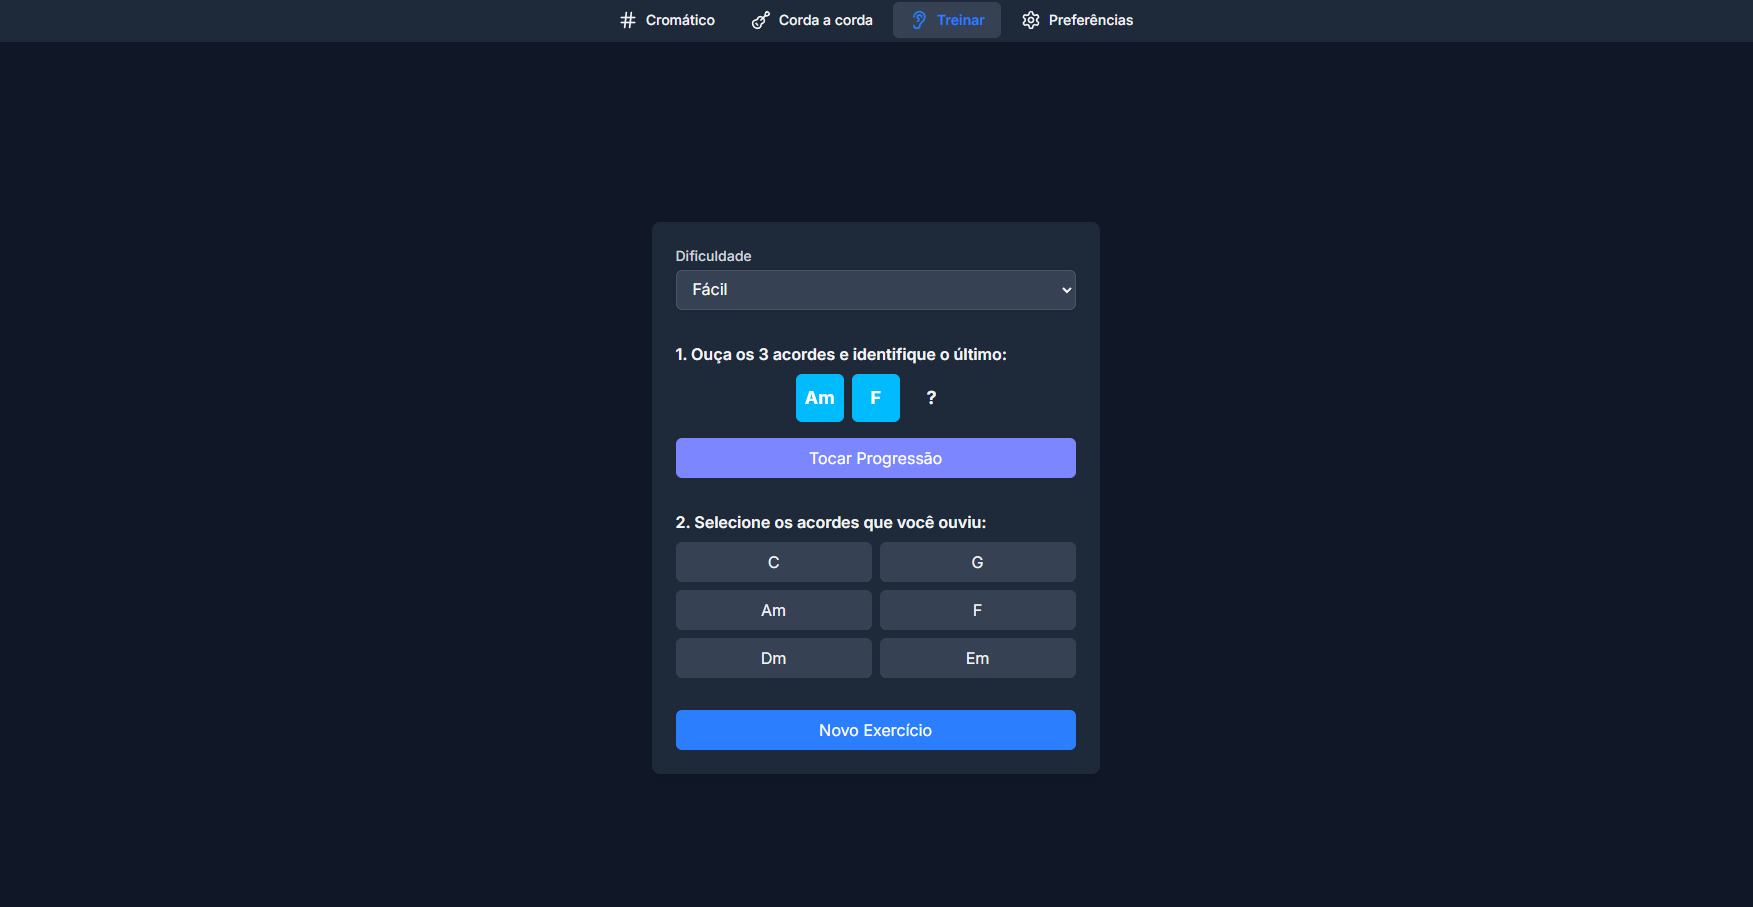 Cromático Corda a corda Treinar Preferências
Dificuldade
Fácil
1. Ouça os 3 acordes e identifique o último:
Am F ?
Tocar Progressão
2. Selecione os acordes que você ouviu:
C G
Am F
Dm Em
Novo Exercício